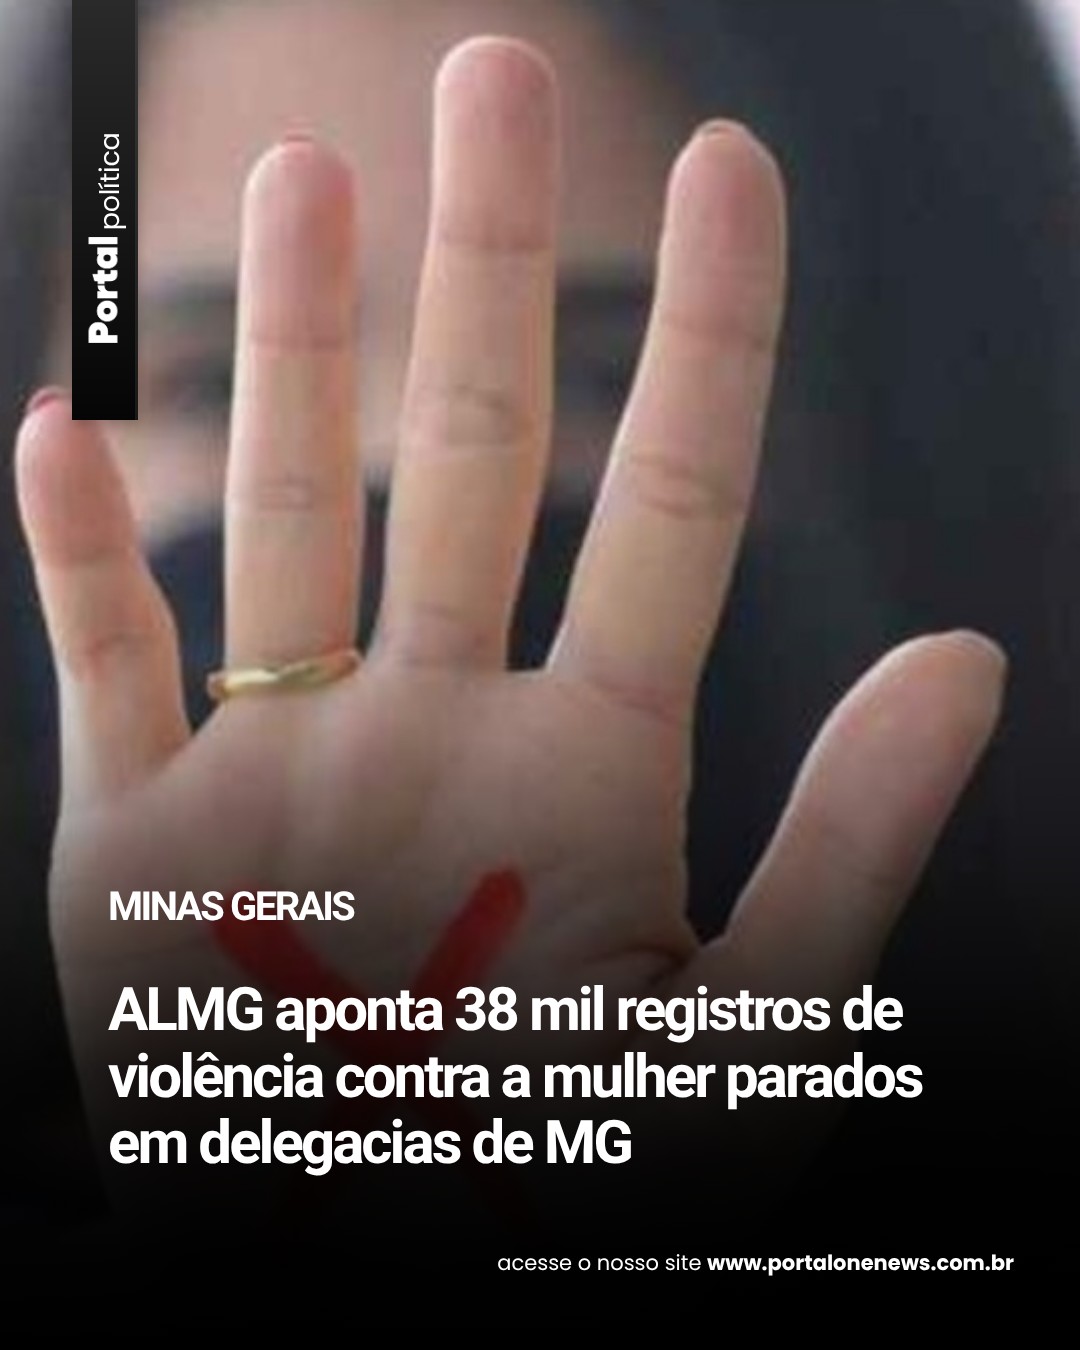 Portal política
MINAS GERAIS
ALMG aponta 38 mil registros de
violência contra a mulher parados
em delegacias de MG
acesse o nosso site www.portalonenews.com.br